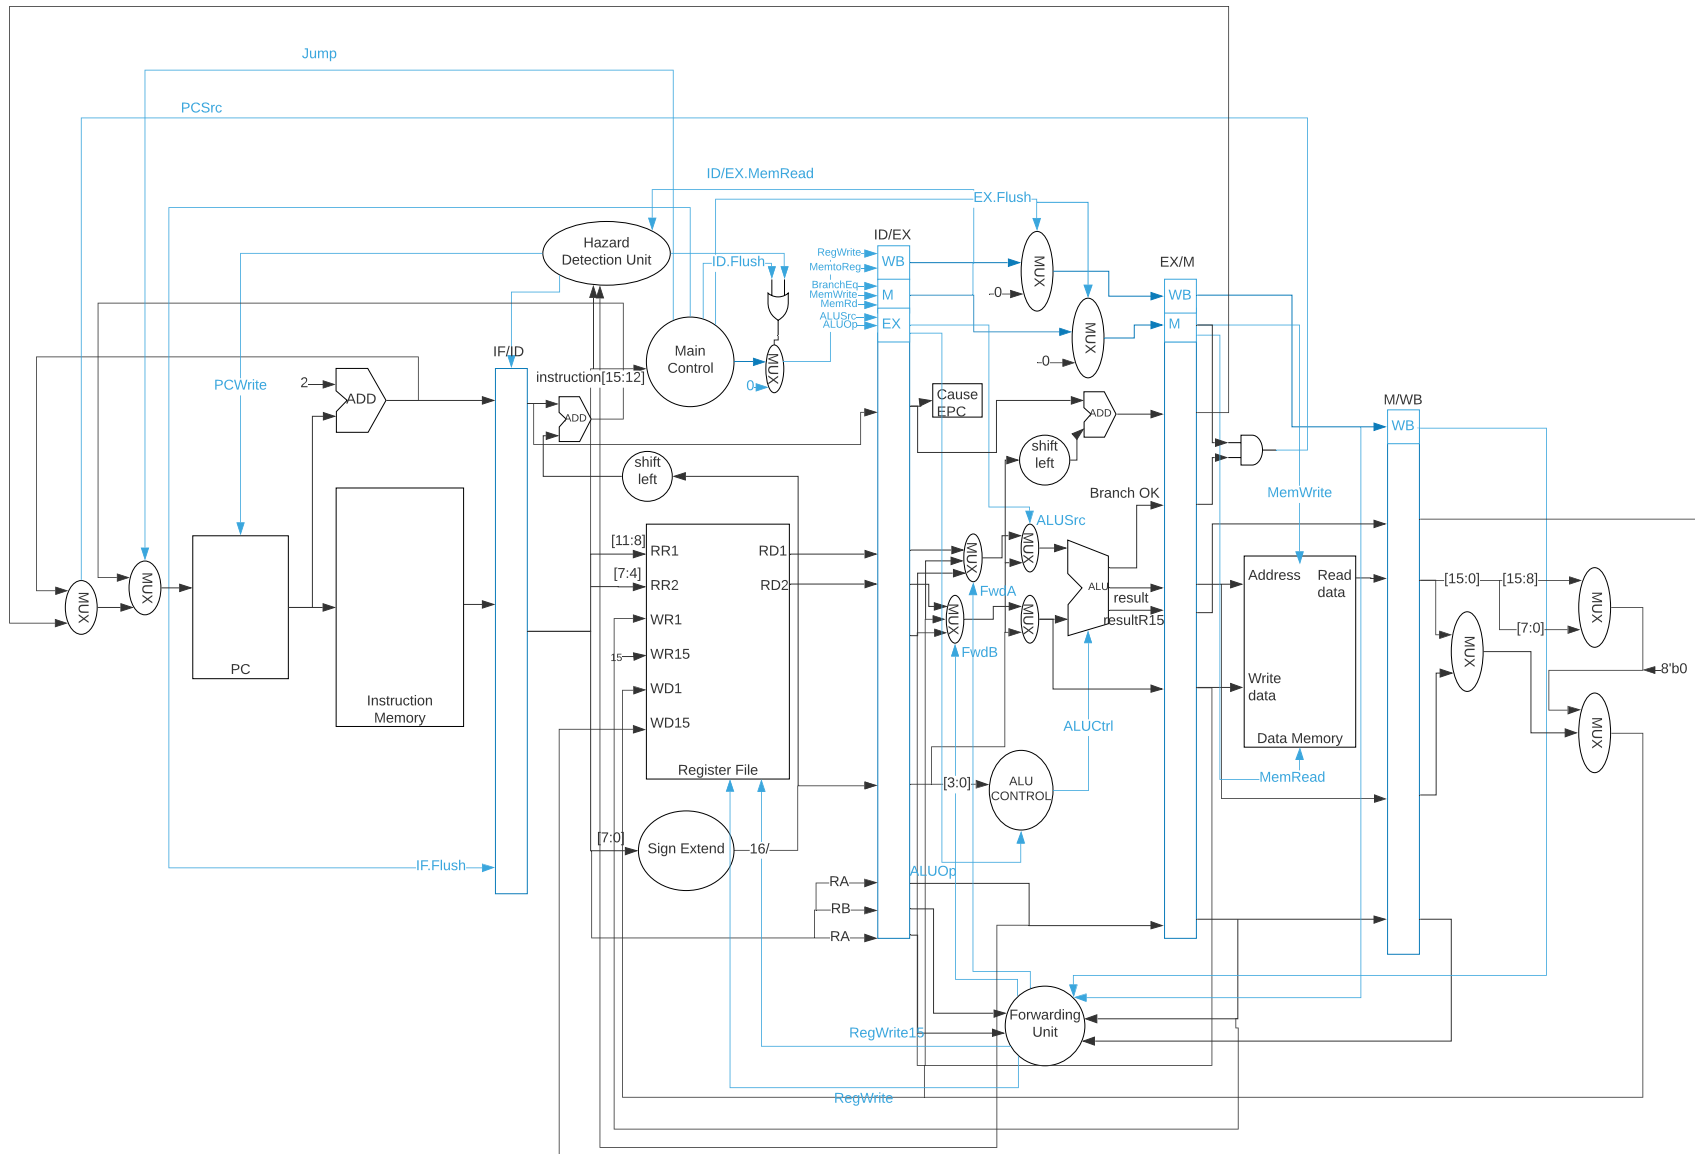 Jump
PCSrc
ID/EX.MemRead
EX.Flush
Hazard
Detection Unit
ID.Flush
ID/EX
RegWrite
MemtoReg
BranchEq
MemWrite
MemRd
ALUSrc
ALUOp
WB
M
EX
MUX
-0
MUX
-0
EX/M
WB
M
Main
Control
MUX
0
IF/ID
instruction[15:12]
PCWrite
2
ADD
ADD
shift
left
Cause
EPC
ADD
shift
left
M/WB
WB
Branch OK
MemWrite
ALUSrc
MUX
MUX
PC
Instruction
Memory
[11:8]
[7:4]
RR1
RR2
WR1
15
WR15
WD1
WD15
RD1
RD2
Register File
MUX
MUX
FwdA
MUX
FwdB
MUX
ALU
result
resultR15
Address
Read
data
Write
data
Data Memory
MemRead
[15:0]
[15:8]
[7:0]
MUX
MUX
8'b0
MUX
ALUCtrl
[3:0]
ALU
CONTROL
[7:0]
Sign Extend
16/
IF.Flush
ALUOp
RA
RB
RA
Forwarding
Unit
RegWrite15
RegWrite